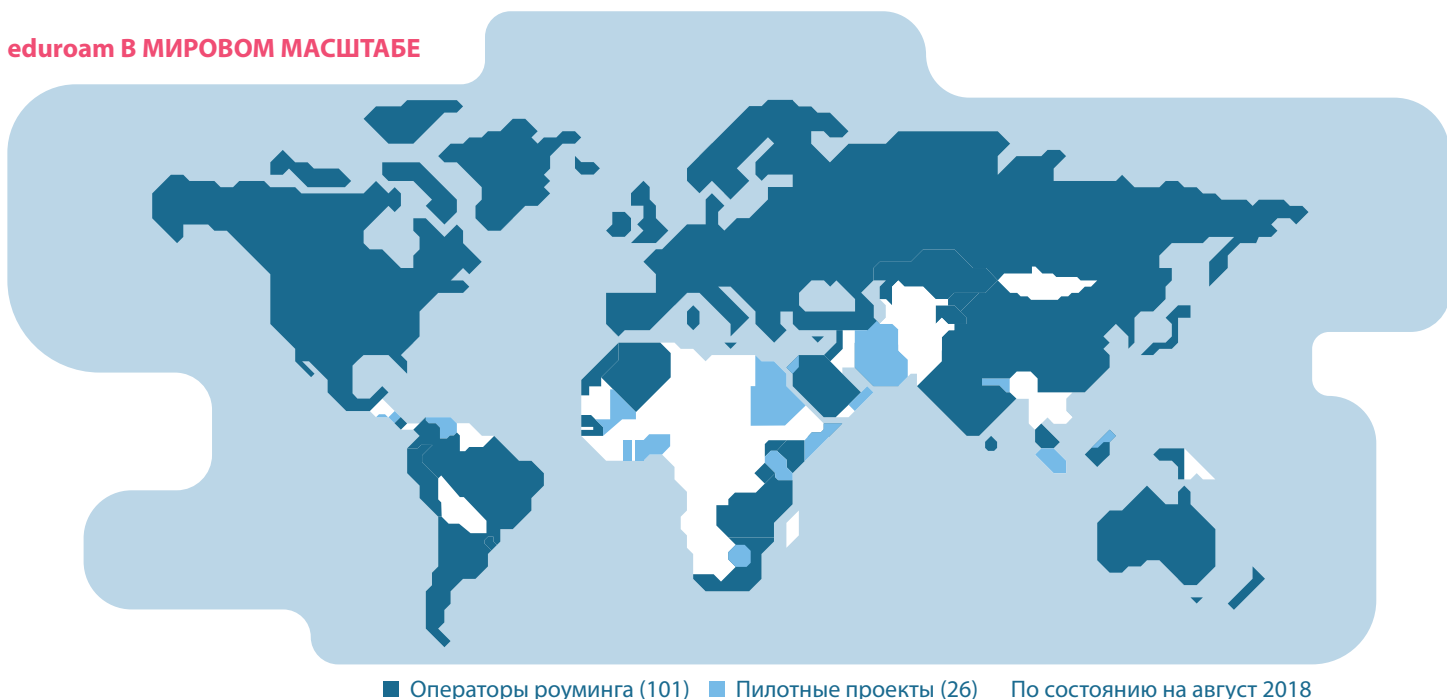 eduroam В МИРОВОМ МАСШТАБЕ
Операторы роуминга (101) Пилотные проекты (26) По состоянию на август 2018